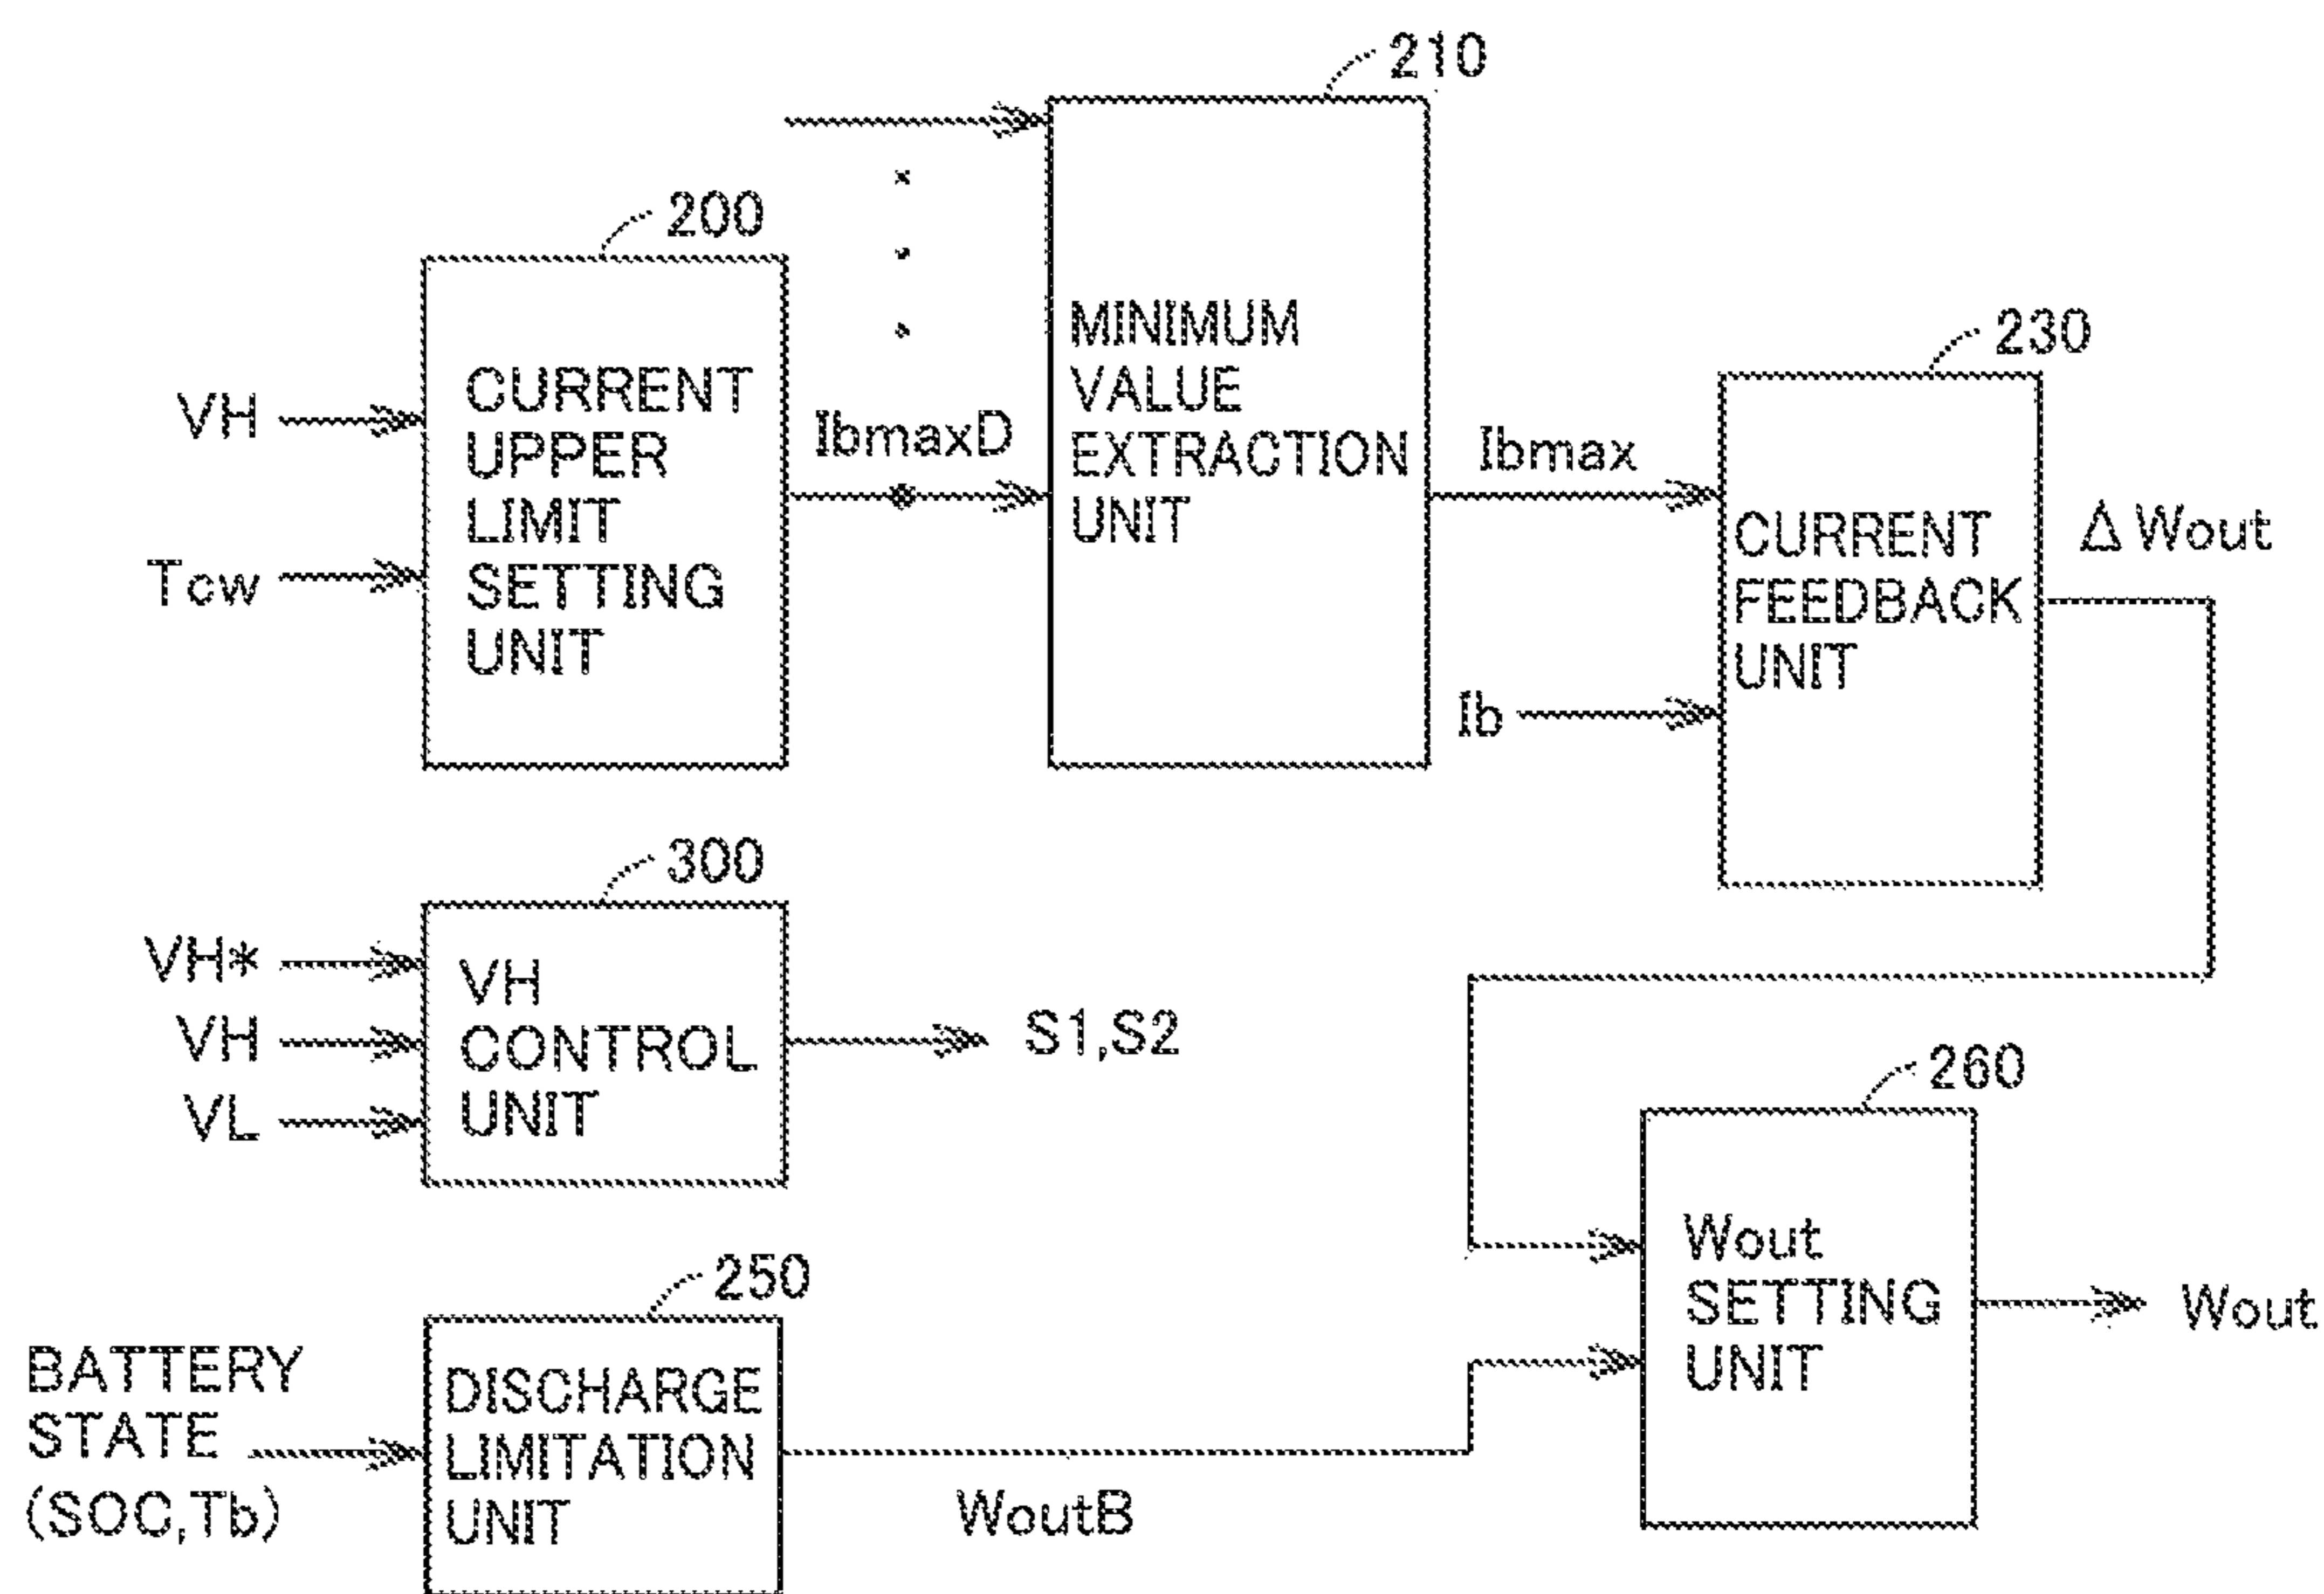 210
200
MINIMUM
VALUE
EXTRACTION
UNIT
230
VH
Tcw
CURRENT
UPPER
LIMIT
SETTING
UNIT
IbmaxD
Ibmax
Ib
CURRENT
FEEDBACK
UNIT
Δ Wout
300
VH*
VH
VL
VH
CONTROL
UNIT
S1,S2
260
250
BATTERY
STATE
(SOC,Tb)
DISCHARGE
LIMITATION
UNIT
WoutB
Wout
SETTING
UNIT
Wout